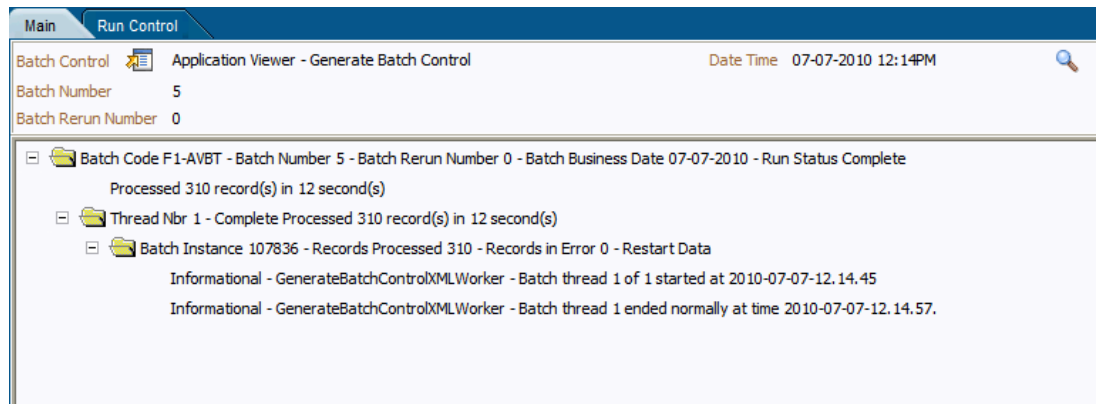 Main Run Control
Batch Control Application Viewer - Generate Batch Control Date Time 07-07-2010 12:14PM
Batch Number 5
Batch Rerun Number 0
Batch Code F1-AVBT - Batch Number 5 - Batch Rerun Number 0 - Batch Business Date 07-07-2010 - Run Status Complete
Processed 310 record(s) in 12 second(s)
Thread Nbr 1 - Complete Processed 310 record(s) in 12 second(s)
Batch Instance 107836 - Records Processed 310 - Records in Error 0 - Restart Data
Informational - GenerateBatchControlXMLWorker - Batch thread 1 of 1 started at 2010-07-07-12.14.45
Informational - GenerateBatchControlXMLWorker - Batch thread 1 ended normally at time 2010-07-07-12.14.57.